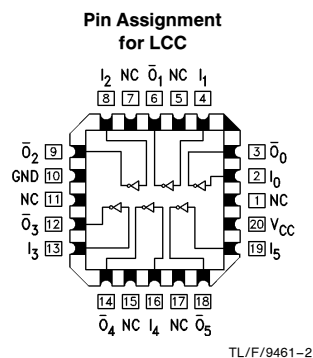 Pin Assignment
for LCC
I₂ NC Ō₁ NC I₁
8 7 6 5 4
Ō₂ 9 3 Ō₀
GND 10 2 I₀
NC 11 1 NC
Ō₃ 12 20 V_CC
I₃ 13 19 I₅
14 15 16 17 18
Ō₄ NC I₄ NC Ō₅
TL/F/9461–2